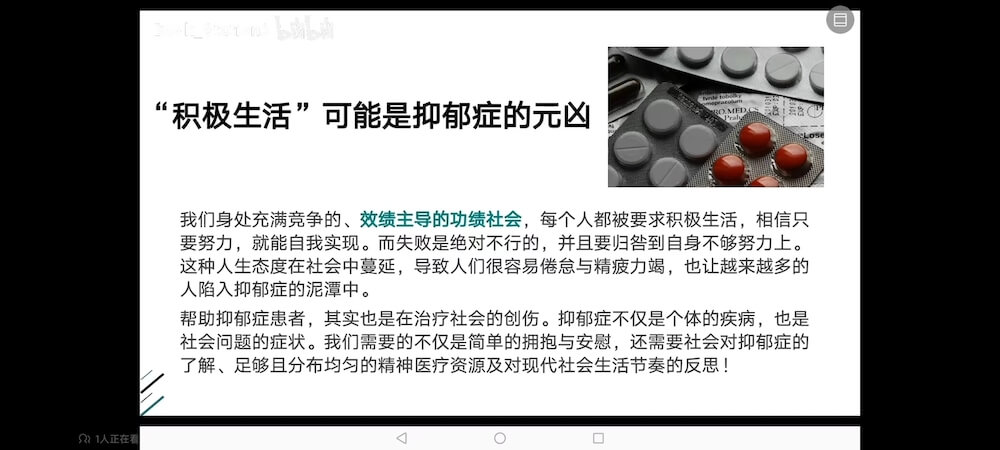 bilibili
“积极生活”可能是抑郁症的元凶
tvrdé tobolky
omeprazolum
PRO.MED.C
Praha
我们身处充满竞争的、效绩主导的功绩社会，每个人都被要求积极生活，相信只
要努力，就能自我实现。而失败是绝对不行的，并且要归咎到自身不够努力上。
这种人生态度在社会中蔓延，导致人们很容易倦怠与精疲力竭，也让越来越多的
人陷入抑郁症的泥潭中。
帮助抑郁症患者，其实也是在治疗社会的创伤。抑郁症不仅是个体的疾病，也是
社会问题的症状。我们需要的不仅是简单的拥抱与安慰，还需要社会对抑郁症的
了解、足够且分布均匀的精神医疗资源及对现代社会生活节奏的反思！
1人正在看